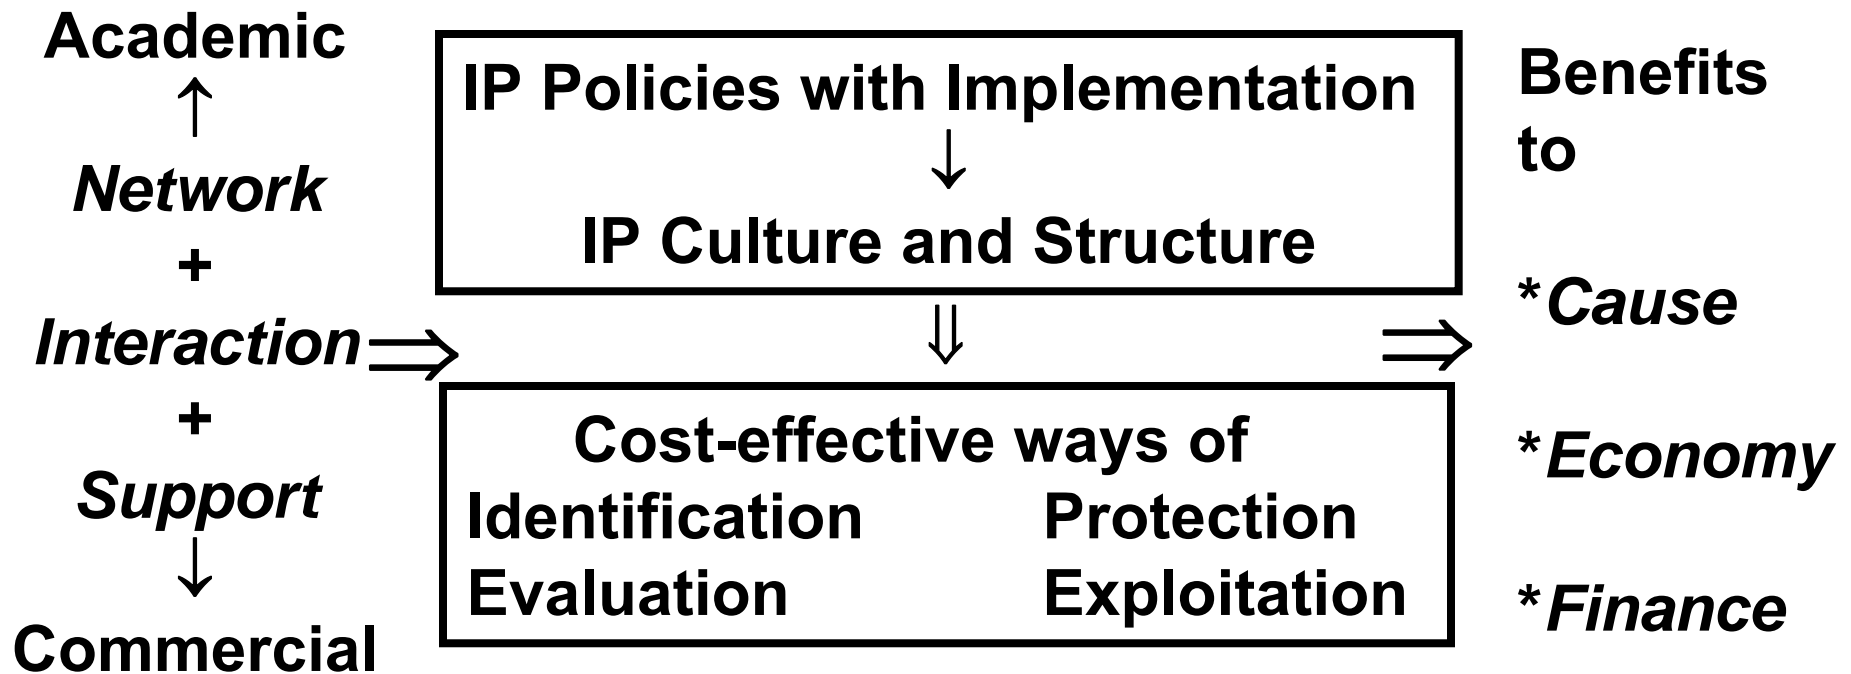 Academic
↑
Network
+
Interaction ⇒
+
Support
↓
Commercial
IP Policies with Implementation
↓
IP Culture and Structure
⇓
Cost-effective ways of
Identification Protection
Evaluation Exploitation
⇒
Benefits
to
*Cause
*Economy
*Finance